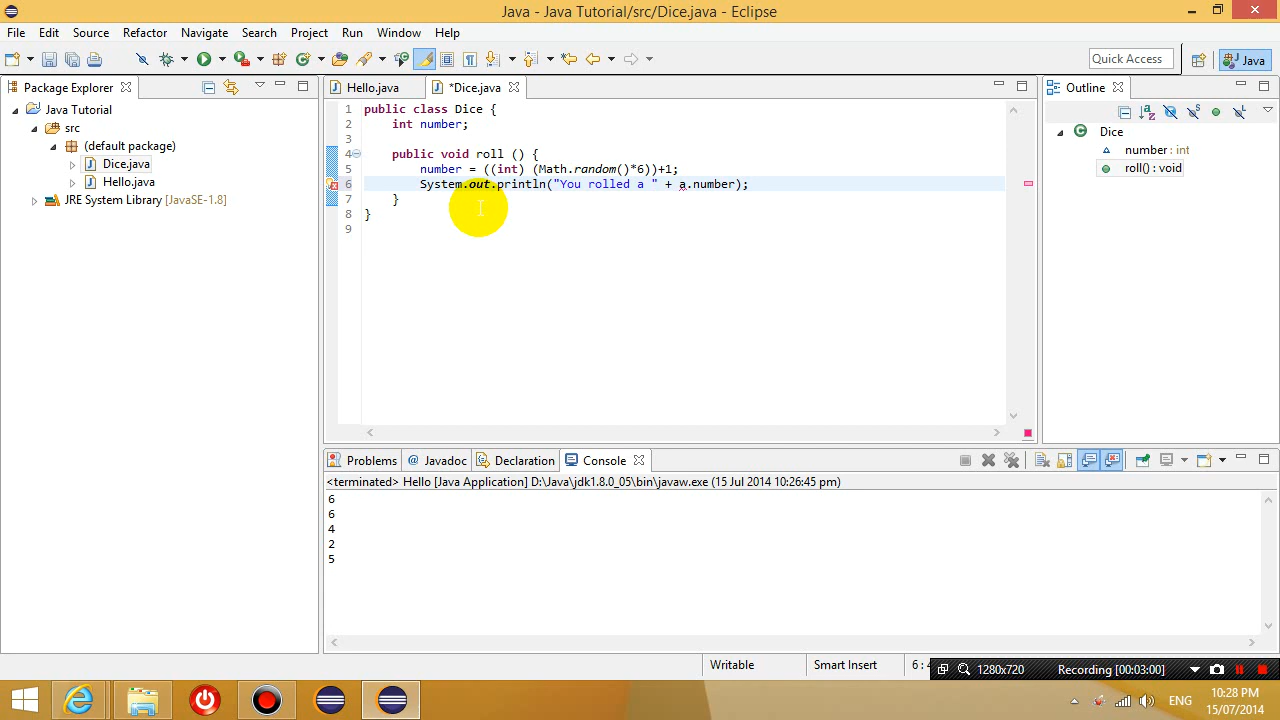 Java - Java Tutorial/src/Dice.java - Eclipse
File Edit Source Refactor Navigate Search Project Run Window Help
Quick Access
Java
Package Explorer
Hello.java
*Dice.java
Outline
Java Tutorial
src
(default package)
Dice.java
Hello.java
JRE System Library [JavaSE-1.8]
1 public class Dice {
2 int number;
3
4 public void roll () {
5 number = ((int) (Math.random()*6))+1;
6 System.out.println("You rolled a " + a.number);
7 }
8 }
9
Dice
number : int
roll() : void
Problems @ Javadoc Declaration Console
<terminated> Hello [Java Application] D:\Java\jdk1.8.0_05\bin\javaw.exe (15 Jul 2014 10:26:45 pm)
6
6
4
2
5
Writable
Smart Insert
6 : 4
1280x720
Recording [00:03:00]
ENG
10:28 PM
15/07/2014